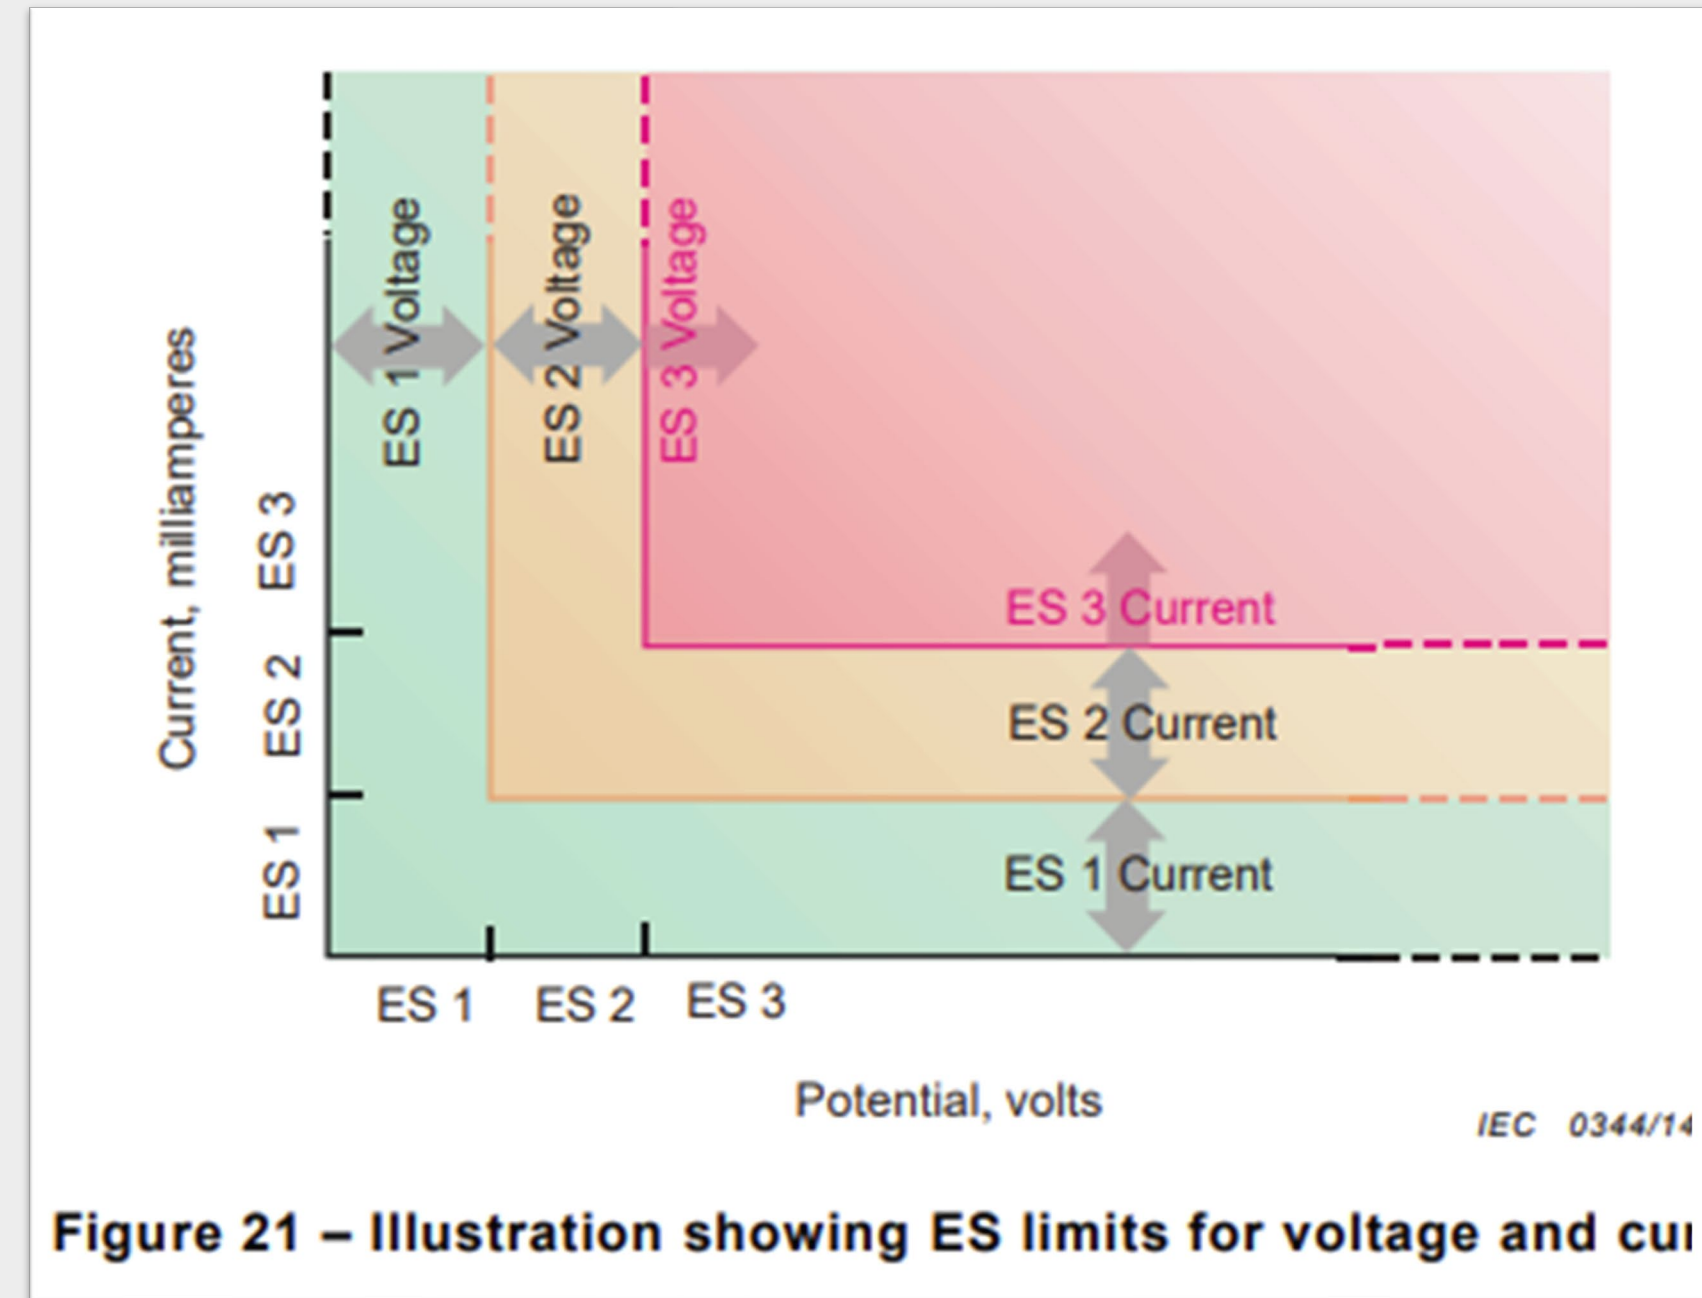 ES 1 Voltage
ES 2 Voltage
ES 3 Voltage
Current, milliamperes
ES 3
ES 2
ES 1
ES 3 Current
ES 2 Current
ES 1 Current
ES 1
ES 2
ES 3
Potential, volts
IEC 0344/14
Figure 21 – Illustration showing ES limits for voltage and